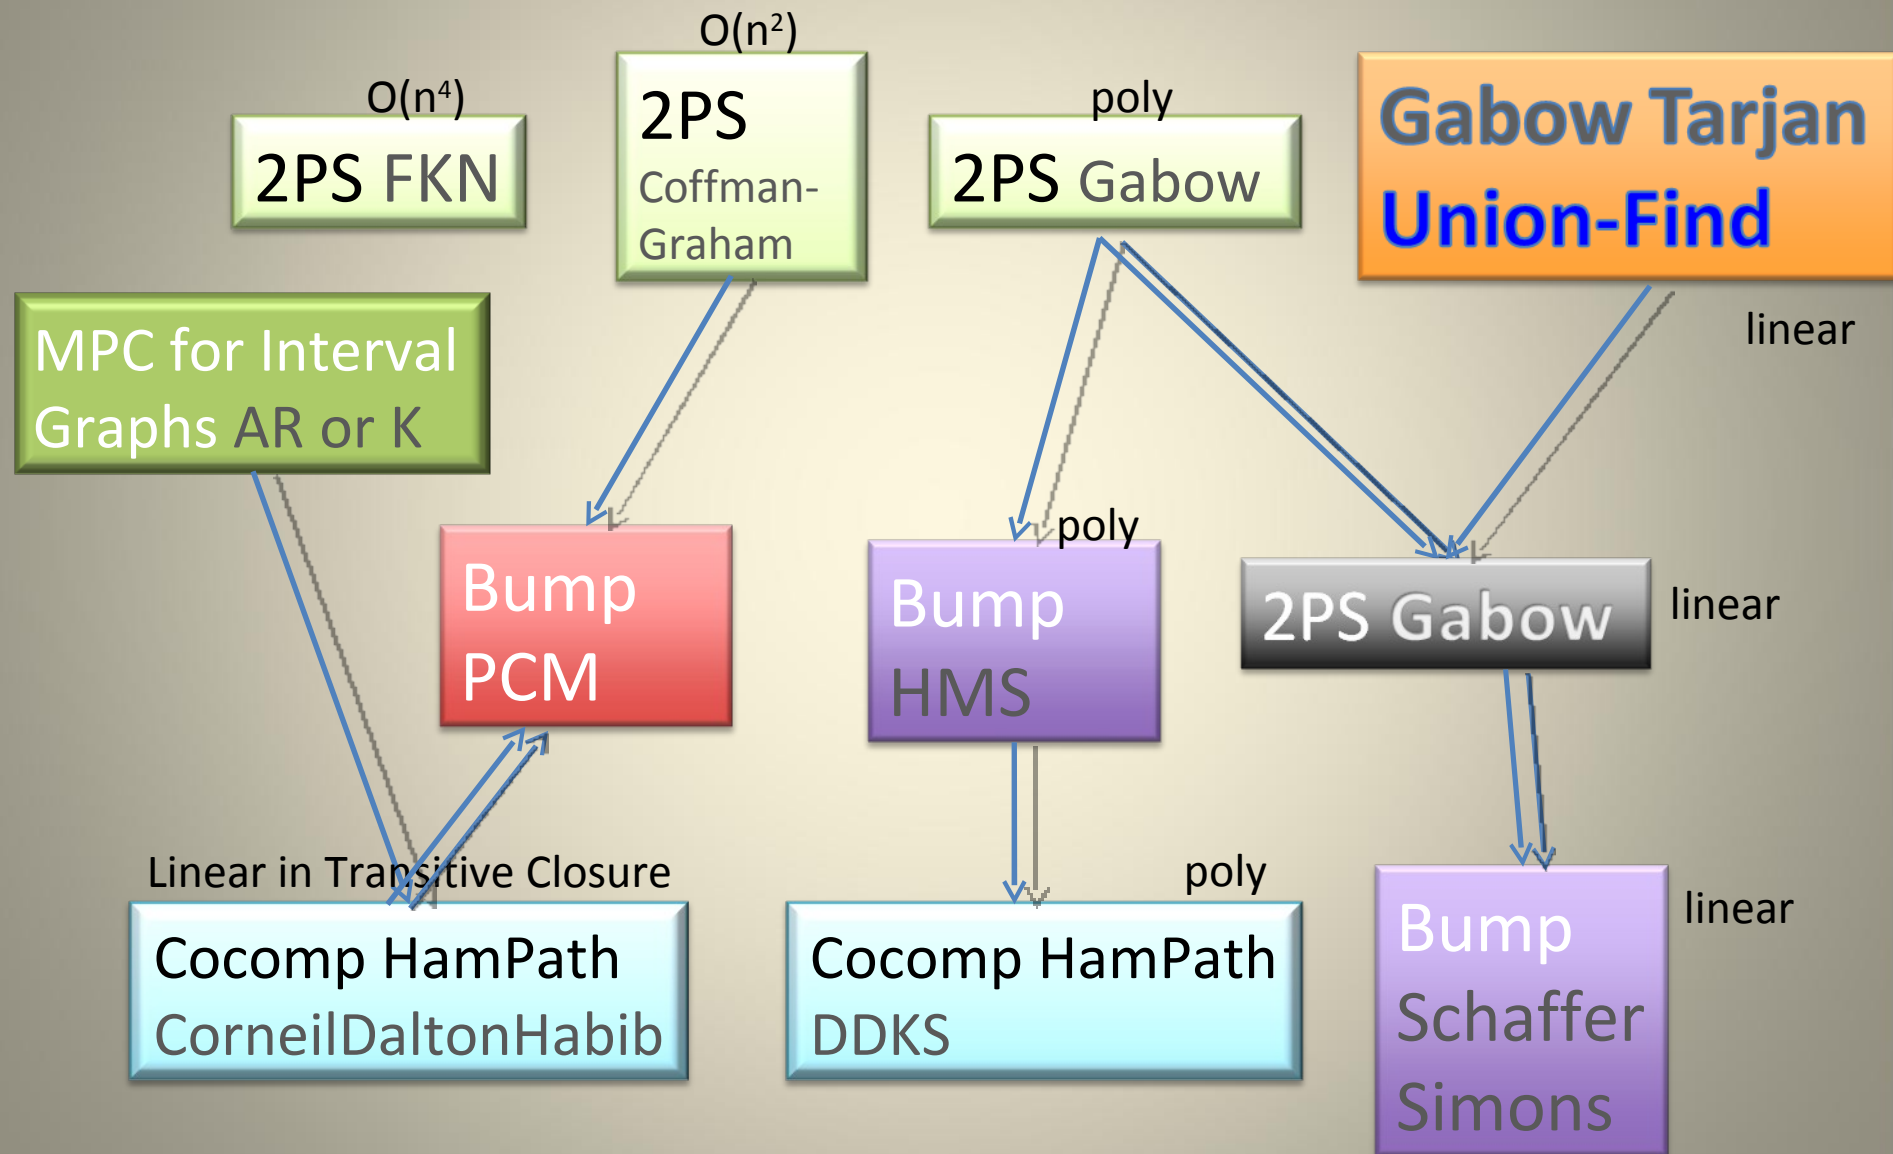 O(n²)
O(n⁴)
2PS FKN
2PS
Coffman-
Graham
poly
2PS Gabow
Gabow Tarjan
Union-Find
linear
MPC for Interval
Graphs AR or K
Bump
PCM
poly
Bump
HMS
2PS Gabow
linear
Linear in Transitive Closure
Cocomp HamPath
CorneilDaltonHabib
poly
Cocomp HamPath
DDKS
Bump
Schaffer
Simons
linear